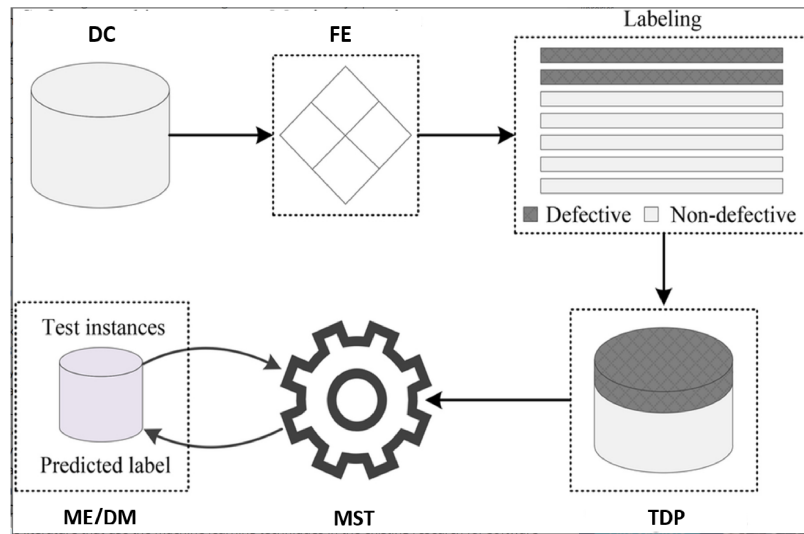 DC
FE
Labeling
Defective
Non-defective
Test instances
Predicted label
ME/DM
MST
TDP